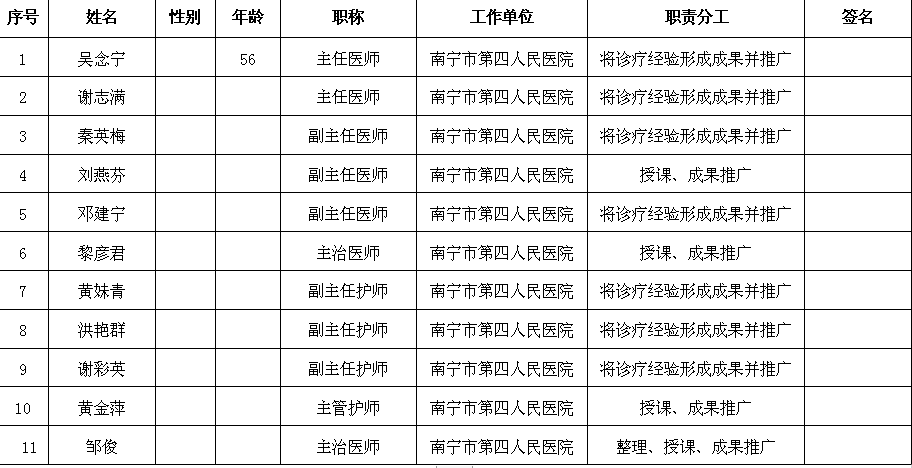 序号 姓名 性别 年龄 职称 工作单位 职责分工 签名
1 吴念宁 56 主任医师 南宁市第四人民医院 将诊疗经验形成成果并推广
2 谢志满 主任医师 南宁市第四人民医院 将诊疗经验形成成果并推广
3 秦英梅 副主任医师 南宁市第四人民医院 将诊疗经验形成成果并推广
4 刘燕芬 副主任医师 南宁市第四人民医院 授课、成果推广
5 邓建宁 副主任医师 南宁市第四人民医院 将诊疗经验形成成果并推广
6 黎彦君 主治医师 南宁市第四人民医院 授课、成果推广
7 黄妹青 副主任护师 南宁市第四人民医院 将诊疗经验形成成果并推广
8 洪艳群 副主任护师 南宁市第四人民医院 将诊疗经验形成成果并推广
9 谢彩英 副主任护师 南宁市第四人民医院 将诊疗经验形成成果并推广
10 黄金萍 主管护师 南宁市第四人民医院 授课、成果推广
11 邹俊 主治医师 南宁市第四人民医院 整理、授课、成果推广